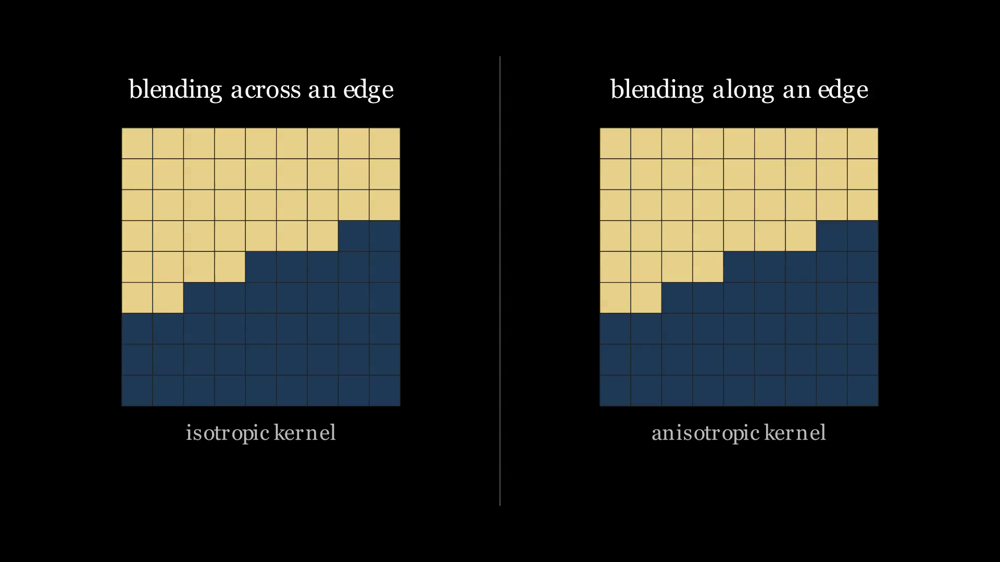 blending across an edge
isotropic kernel
blending along an edge
anisotropic kernel